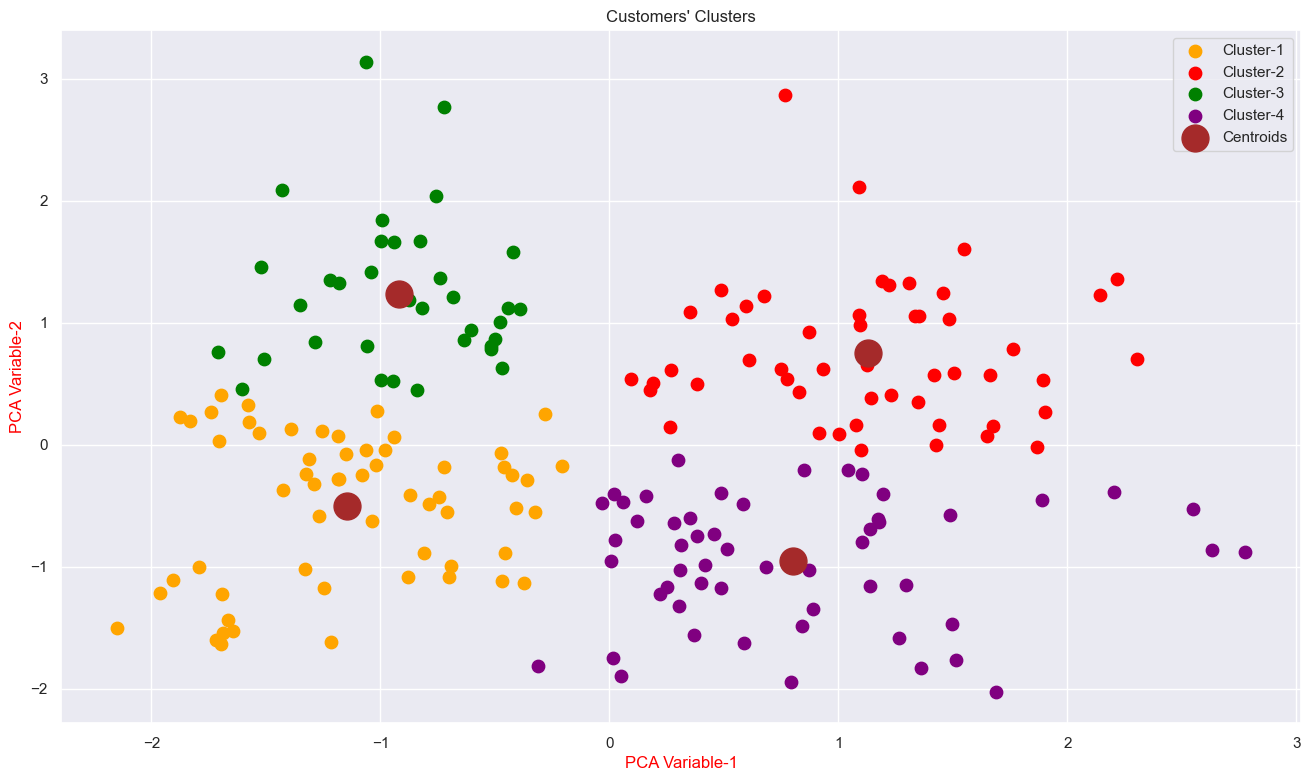 Customers' Clusters
Cluster-1
Cluster-2
Cluster-3
Cluster-4
Centroids
PCA Variable-2
3
2
1
0
−1
−2
−2
−1
0
1
2
3
PCA Variable-1